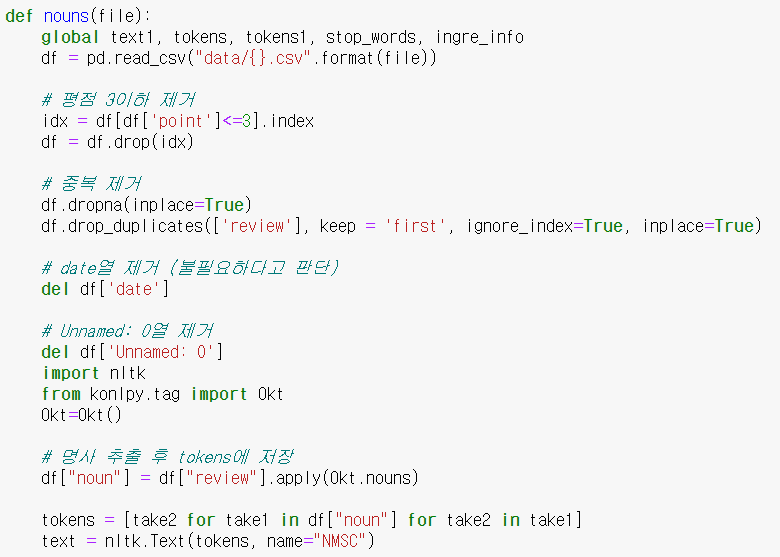 def nouns(file):
    global text1, tokens, tokens1, stop_words, ingre_info
    df = pd.read_csv("data/{}.csv".format(file))

    # 평점 3이하 제거
    idx = df[df['point']<=3].index
    df = df.drop(idx)

    # 중복 제거
    df.dropna(inplace=True)
    df.drop_duplicates(['review'], keep = 'first', ignore_index=True, inplace=True)

    # date열 제거 (불필요하다고 판단)
    del df['date']

    # Unnamed: 0열 제거
    del df['Unnamed: 0']
    import nltk
    from konlpy.tag import Okt
    Okt=Okt()

    # 명사 추출 후 tokens에 저장
    df["noun"] = df["review"].apply(Okt.nouns)

    tokens = [take2 for take1 in df["noun"] for take2 in take1]
    text = nltk.Text(tokens, name="NMSC")